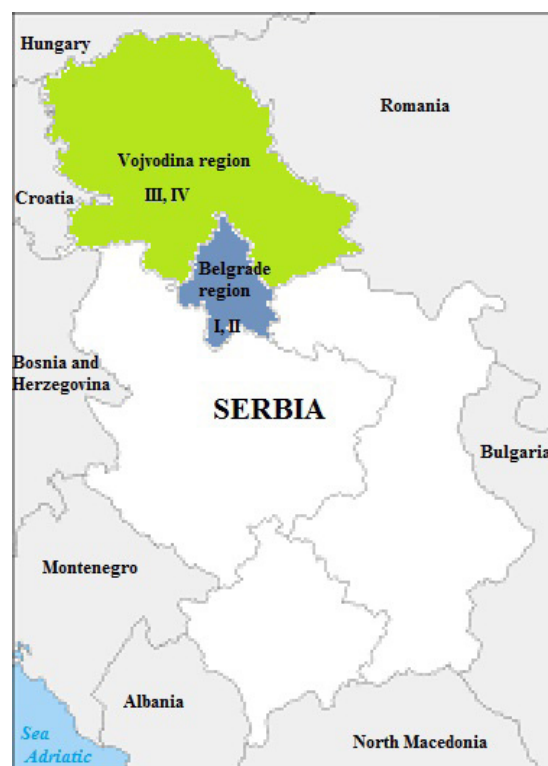 Hungary
Romania
Vojvodina region
III, IV
Croatia
Belgrade
region
I, II
Bosnia and
Herzegovina
SERBIA
Bulgaria
Montenegro
Albania
Sea
Adriatic
North Macedonia